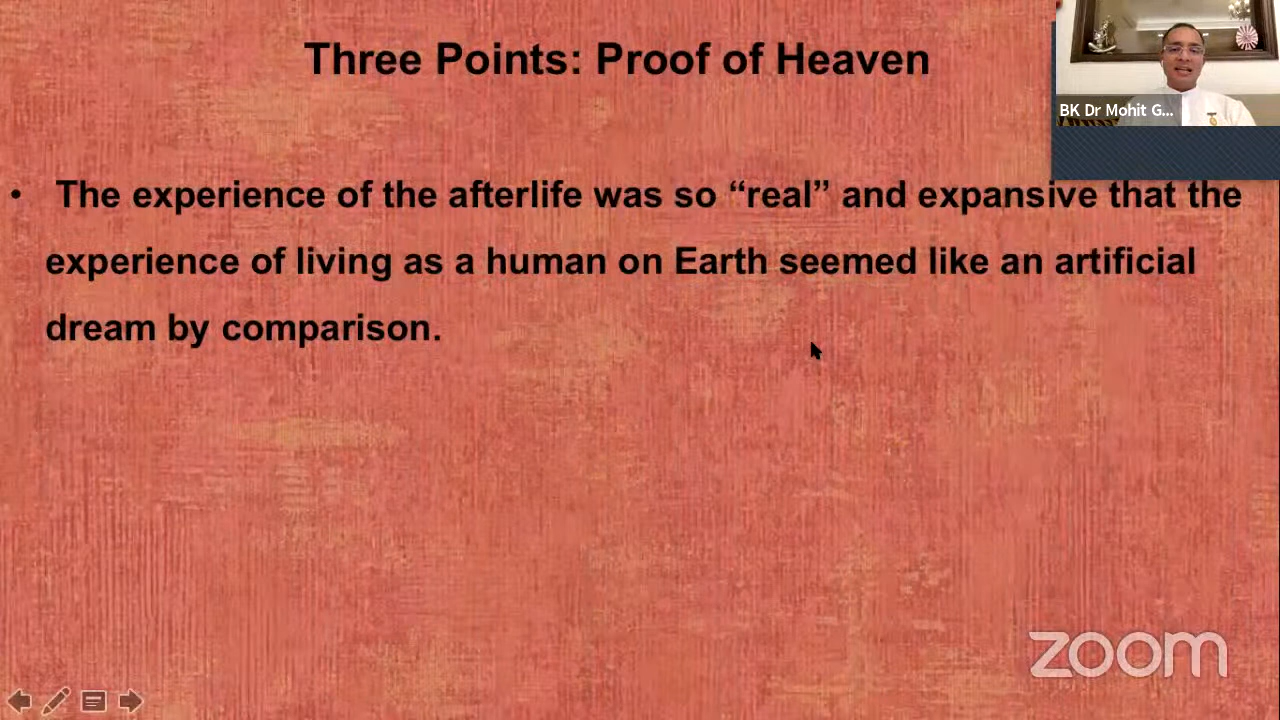 Three Points: Proof of Heaven
BK Dr Mohit G...
• The experience of the afterlife was so “real” and expansive that the
experience of living as a human on Earth seemed like an artificial
dream by comparison.
zoom